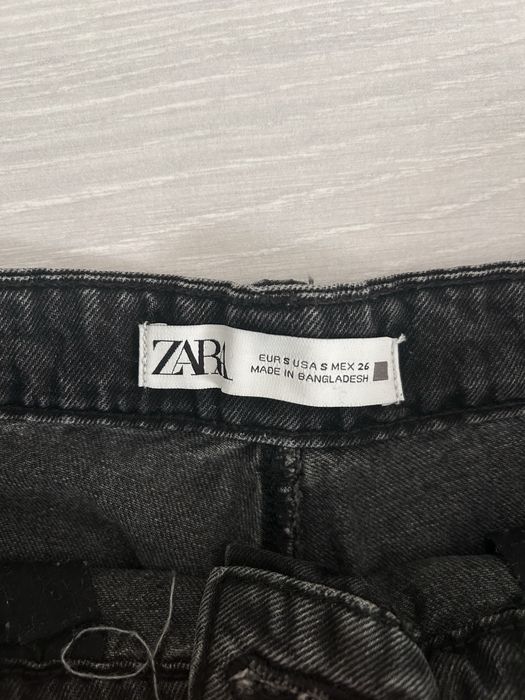 ZARA
EUR S USA S MEX 26
MADE IN BANGLADESH